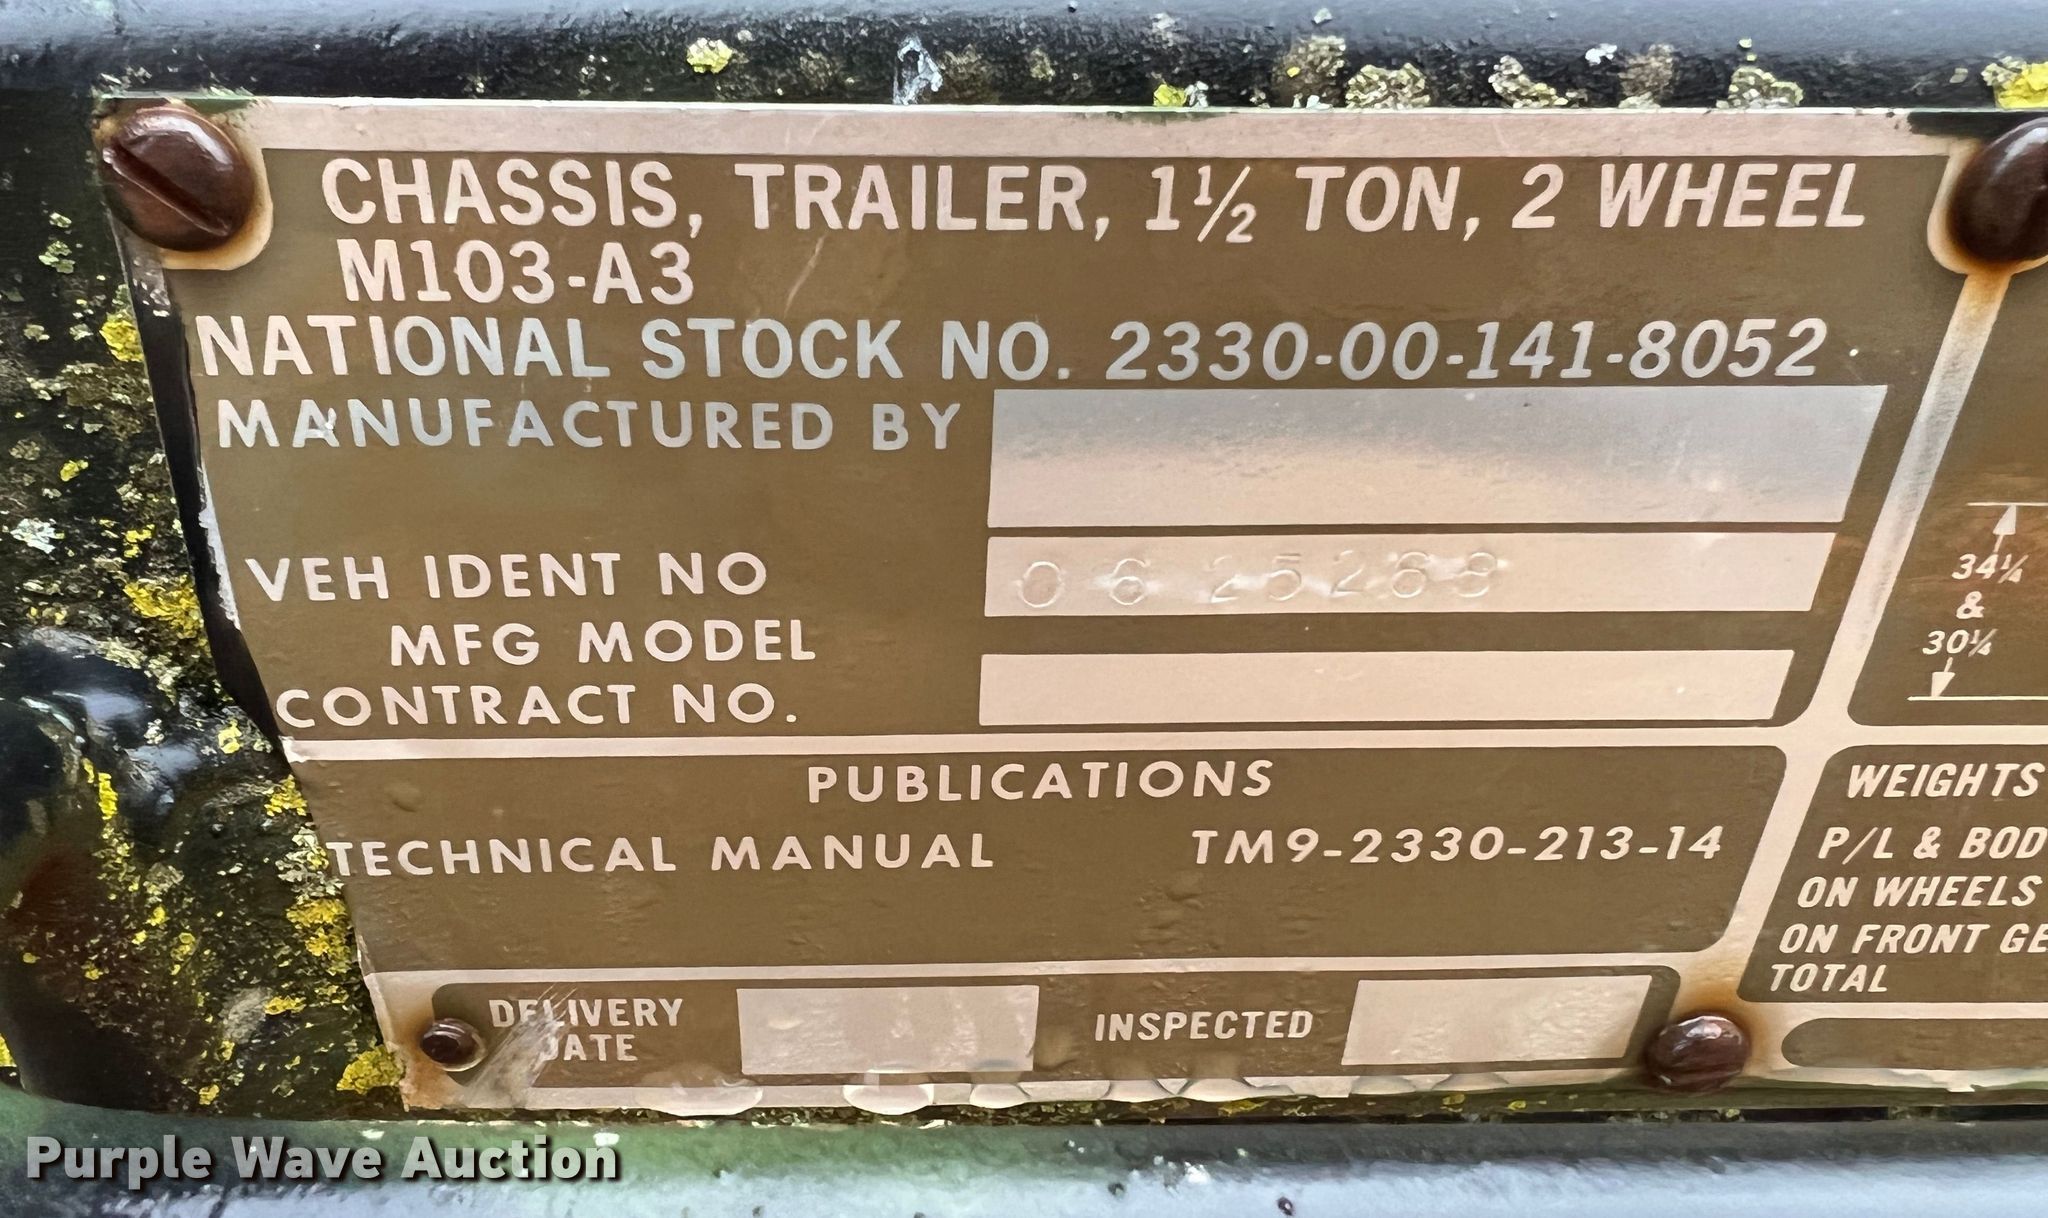 CHASSIS, TRAILER, 1½ TON, 2 WHEEL
M103-A3
NATIONAL STOCK NO. 2330-00-141-8052
MANUFACTURED BY
VEH IDENT NO 0625268
MFG MODEL
CONTRACT NO.
PUBLICATIONS
TECHNICAL MANUAL TM9-2330-213-14
DELIVERY
DATE
INSPECTED
34¼
&
30¼
WEIGHTS
P/L & BOD
ON WHEELS
ON FRONT GE
TOTAL
Purple Wave Auction